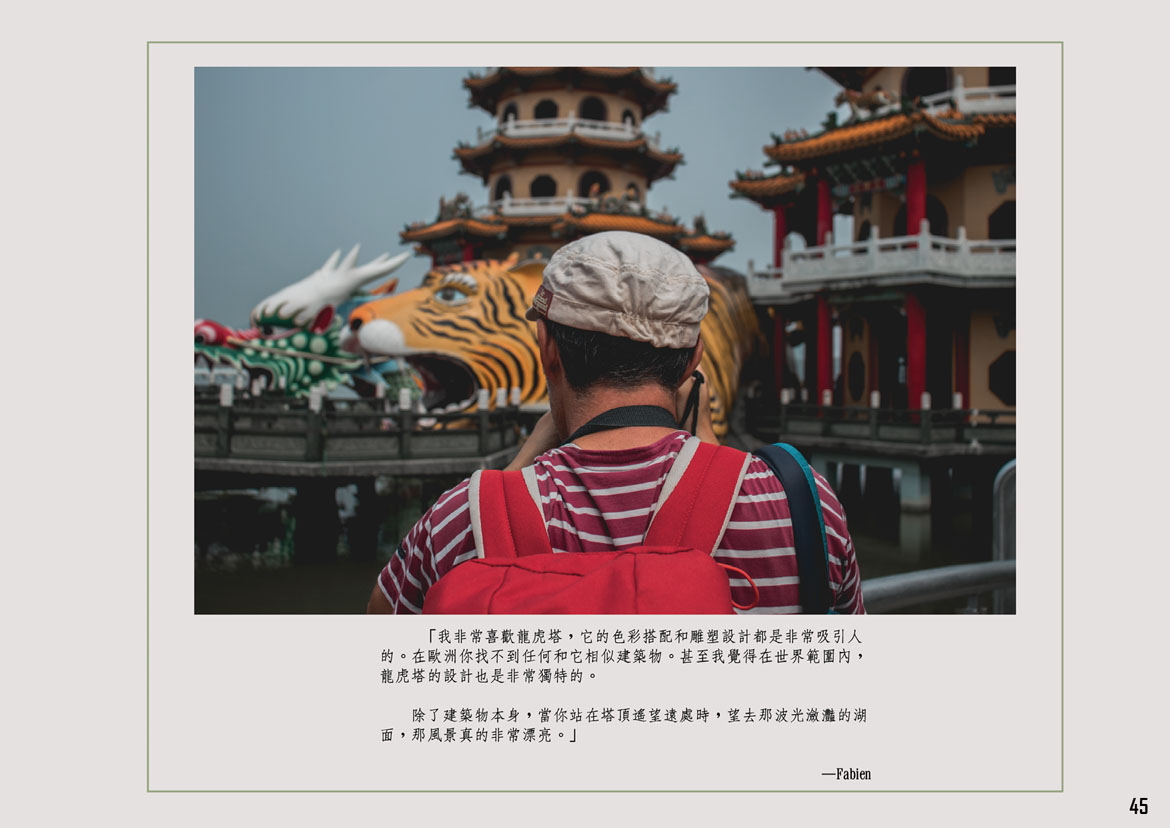 「我非常喜歡龍虎塔，它的色彩搭配和雕塑設計都是非常吸引人
的。在歐洲你找不到任何和它相似建築物。甚至我覺得在世界範圍內，
龍虎塔的設計也是非常獨特的。
除了建築物本身，當你站在塔頂遙望遠處時，望去那波光瀲灩的湖
面，那風景真的非常漂亮。」
—Fabien
45